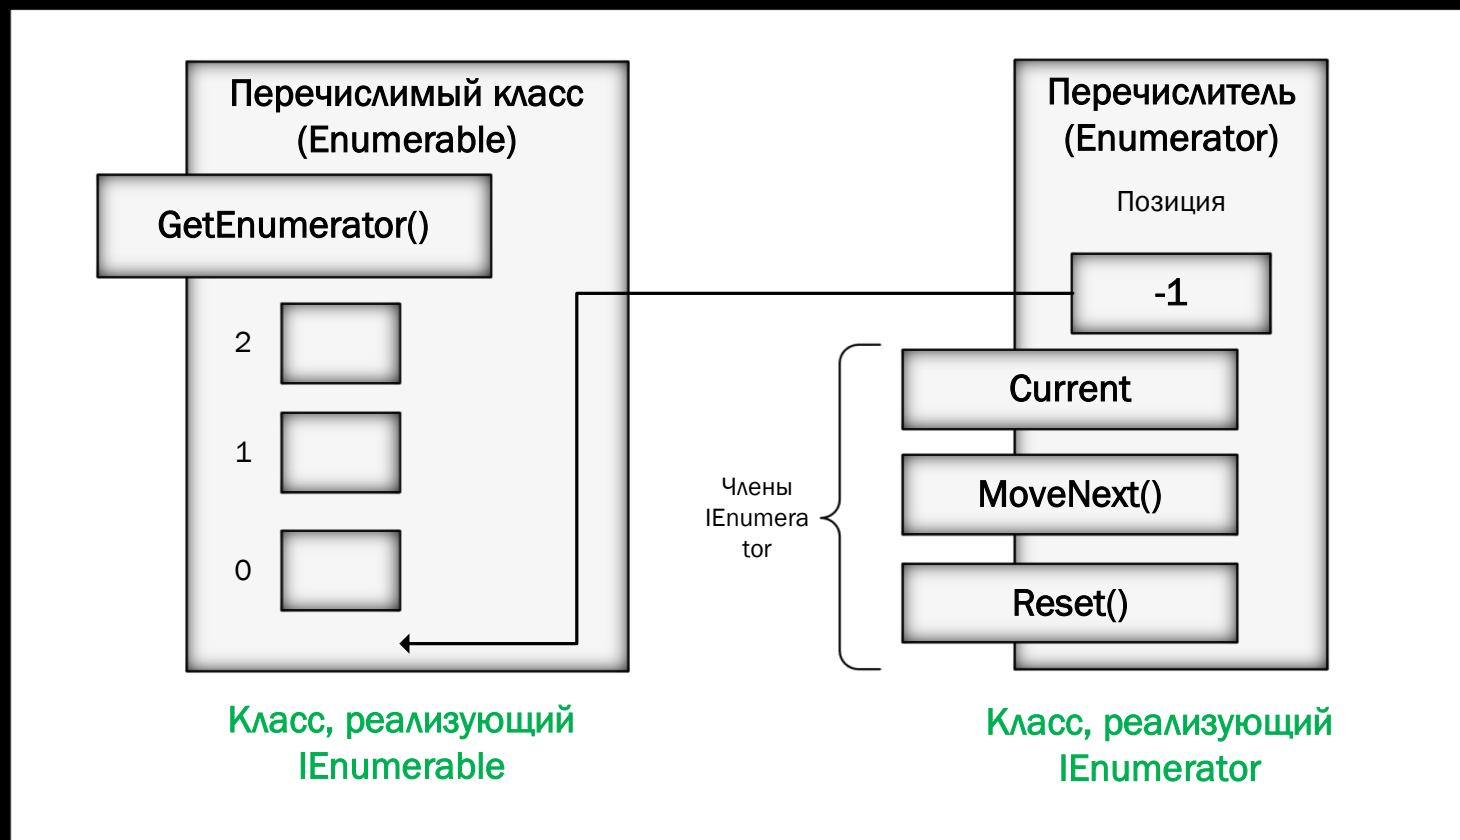 Перечислимый класс
(Enumerable)
GetEnumerator()
2
1
0
Класс, реализующий
IEnumerable
Перечислитель
(Enumerator)
Позиция
-1
Current
MoveNext()
Reset()
Члены
IEnumera
tor
Класс, реализующий
IEnumerator